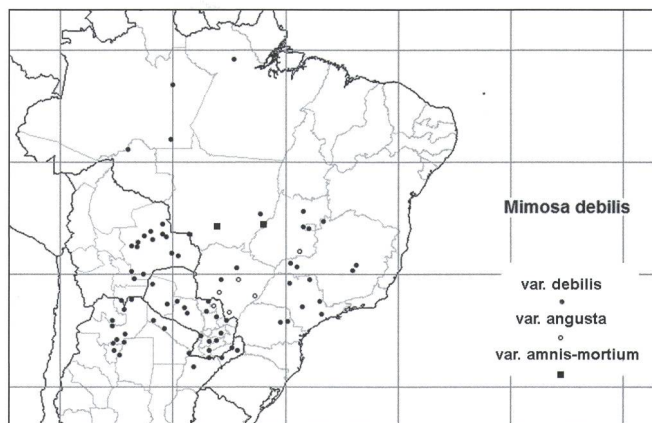 Mimosa debilis
var. debilis
var. angusta
var. amnis-mortium